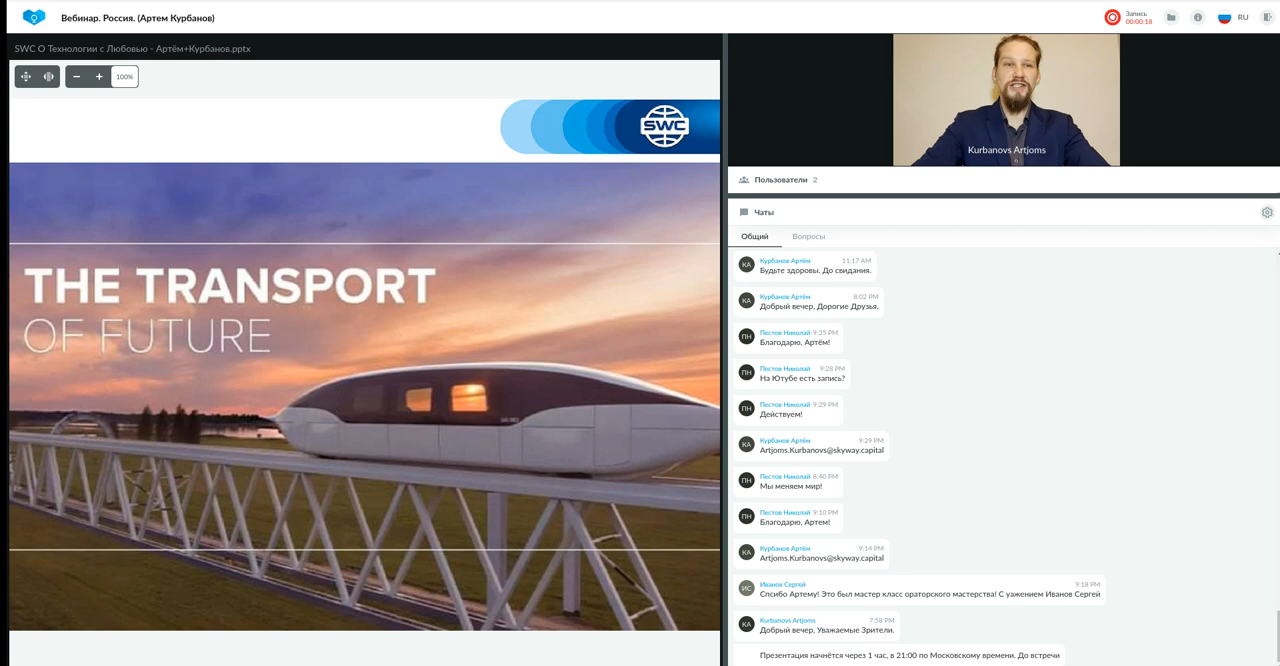 Вебинар. Россия. (Артем Курбанов)
Запись
00:00:18
RU
SWC О Технологии с Любовью - Артём+Курбанов.pptx
100%
SWC
THE TRANSPORT
OF FUTURE
Kurbanovs Artjoms
Пользователи 2
Чаты
Общий Вопросы
КА Курбанов Артём 11:17 AM
Будьте здоровы. До свидания.
КА Курбанов Артём 8:02 PM
Добрый вечер, Дорогие Друзья.
ПН Пестов Николай 9:25 PM
Благодарю, Артём!
ПН Пестов Николай 9:28 PM
На Ютубе есть запись?
ПН Пестов Николай 9:29 PM
Действуем!
КА Курбанов Артём 9:29 PM
Artjoms.Kurbanovs@skyway.capital
ПН Пестов Николай 8:40 PM
Мы меняем мир!
ПН Пестов Николай 9:10 PM
Благодарю, Артем!
КА Курбанов Артём 9:14 PM
Artjoms.Kurbanovs@skyway.capital
ИС Иванов Сергей 9:18 PM
Спсибо Артему! Это был мастер класс ораторского мастерства! С уажением Иванов Сергей
KA Kurbanovs Artjoms 7:58 PM
Добрый вечер, Уважаемые Зрители.
Презентация начнётся через 1 час, в 21:00 по Московскому времени. До встречи